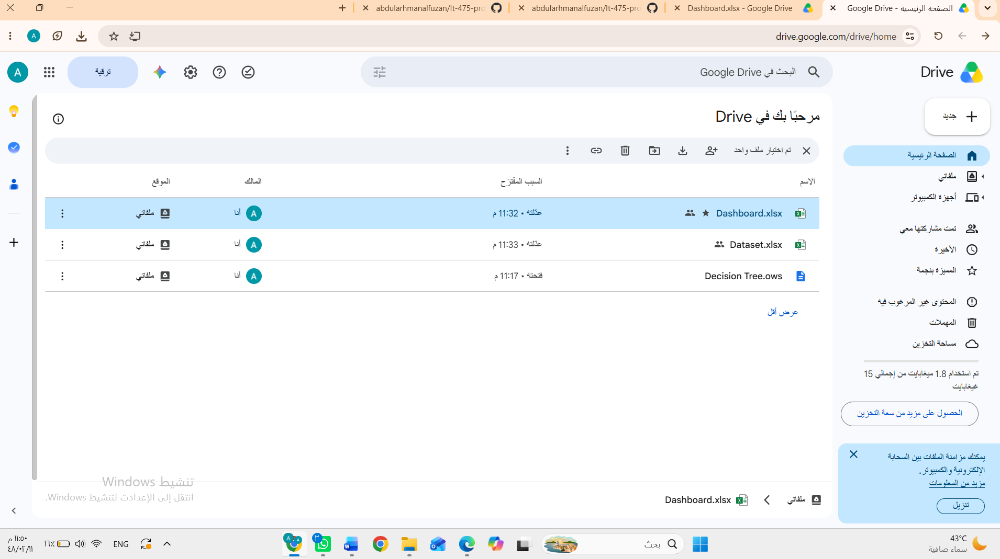 الصفحة الرئيسية - Google Drive
Dashboard.xlsx - Google Drive
abdularhmanalfuzan/It-475-pro
abdularhmanalfuzan/It-475-pro
drive.google.com/drive/home
A
Drive
البحث في Google Drive
ترقية
A
جديد
الصفحة الرئيسية
ملفاتي
أجهزة الكمبيوتر
تمت مشاركتها معي
الأخيرة
المميزة بنجمة
المحتوى غير المرغوب فيه
المهملات
مساحة التخزين
تم استخدام 1.8 ميغابايت من إجمالي 15
غيغابايت
الحصول على مزيد من سعة التخزين
يمكنك مزامنة الملفات بين السحابة
الإلكترونية والكمبيوتر.
مزيد من المعلومات
تنزيل
مرحبًا بك في Drive
تم اختيار ملف واحد
الاسم السبب المقترَح المالك الموقع
Dashboard.xlsx عدّلته • 11:32 م A أنا ملفاتي
Dataset.xlsx عدّلته • 11:33 م A أنا ملفاتي
Decision Tree.ows فتحته • 11:17 م A أنا ملفاتي
عرض أقل
تنشيط Windows
انتقل إلى الإعدادت لتنشيط Windows.
ملفاتي Dashboard.xlsx
43°C
سماء صافية
بحث
٣
ENG
١٦٪
١١:٥٠ م
٤٨/٠٢/١١